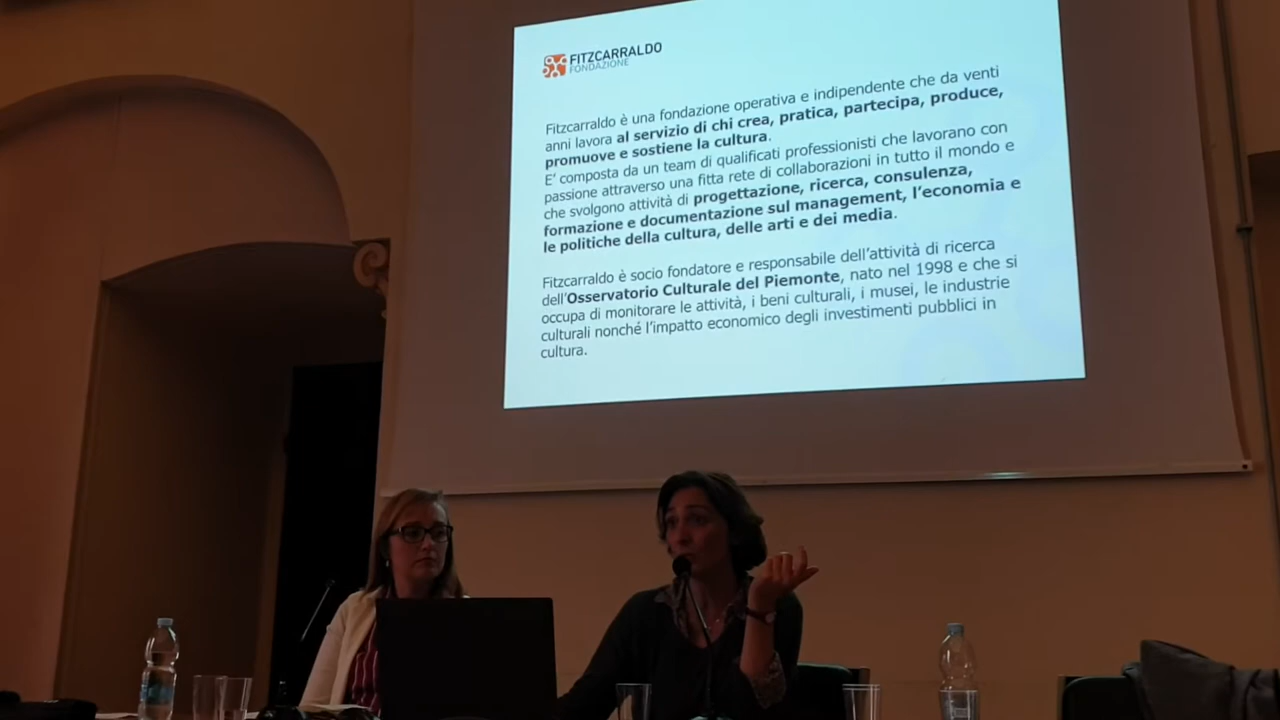 FITZCARRALDO
FONDAZIONE
Fitzcarraldo è una fondazione operativa e indipendente che da venti
anni lavora al servizio di chi crea, pratica, partecipa, produce,
promuove e sostiene la cultura.
E' composta da un team di qualificati professionisti che lavorano con
passione attraverso una fitta rete di collaborazioni in tutto il mondo e
che svolgono attività di progettazione, ricerca, consulenza,
formazione e documentazione sul management, l'economia e
le politiche della cultura, delle arti e dei media.
Fitzcarraldo è socio fondatore e responsabile dell'attività di ricerca
dell'Osservatorio Culturale del Piemonte, nato nel 1998 e che si
occupa di monitorare le attività, i beni culturali, i musei, le industrie
culturali nonché l'impatto economico degli investimenti pubblici in
cultura.